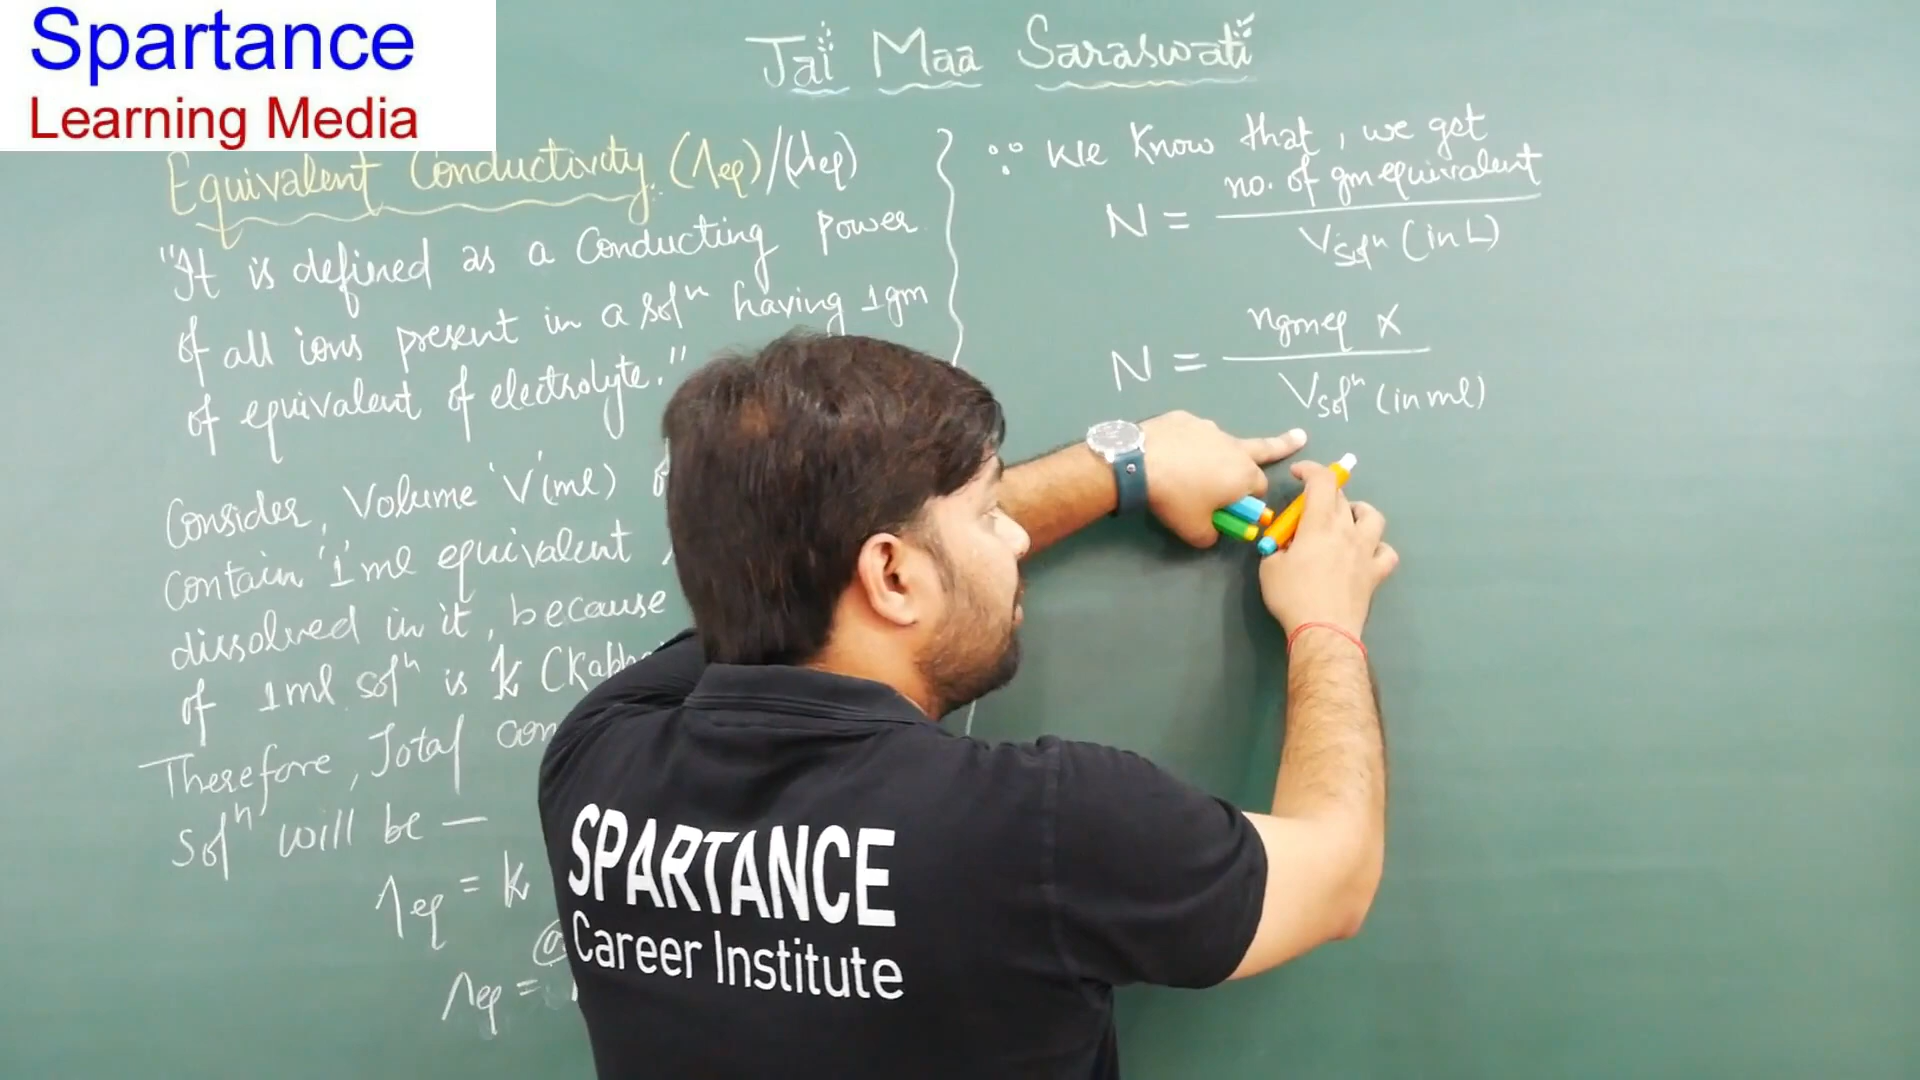 Spartance
Learning Media
Jai Maa Saraswati
Equivalent Conductivity: (Λeq)/(λeq)
"It is defined as a Conducting Power
of all ions present in a solⁿ having 1gm
of equivalent of electrolyte."
Consider, Volume 'V'(ml)
Contain '1' ml equivalent
dissolved in it, because
of 1ml solⁿ is k
Therefore, Total
solⁿ will be —
Λeq = k
Λeq =
∵ We Know that, we get
N = no. of gm equivalent
Vsolⁿ (in L)
N = ngmeq x
Vsolⁿ (in ml)
SPARTANCE
Career Institute